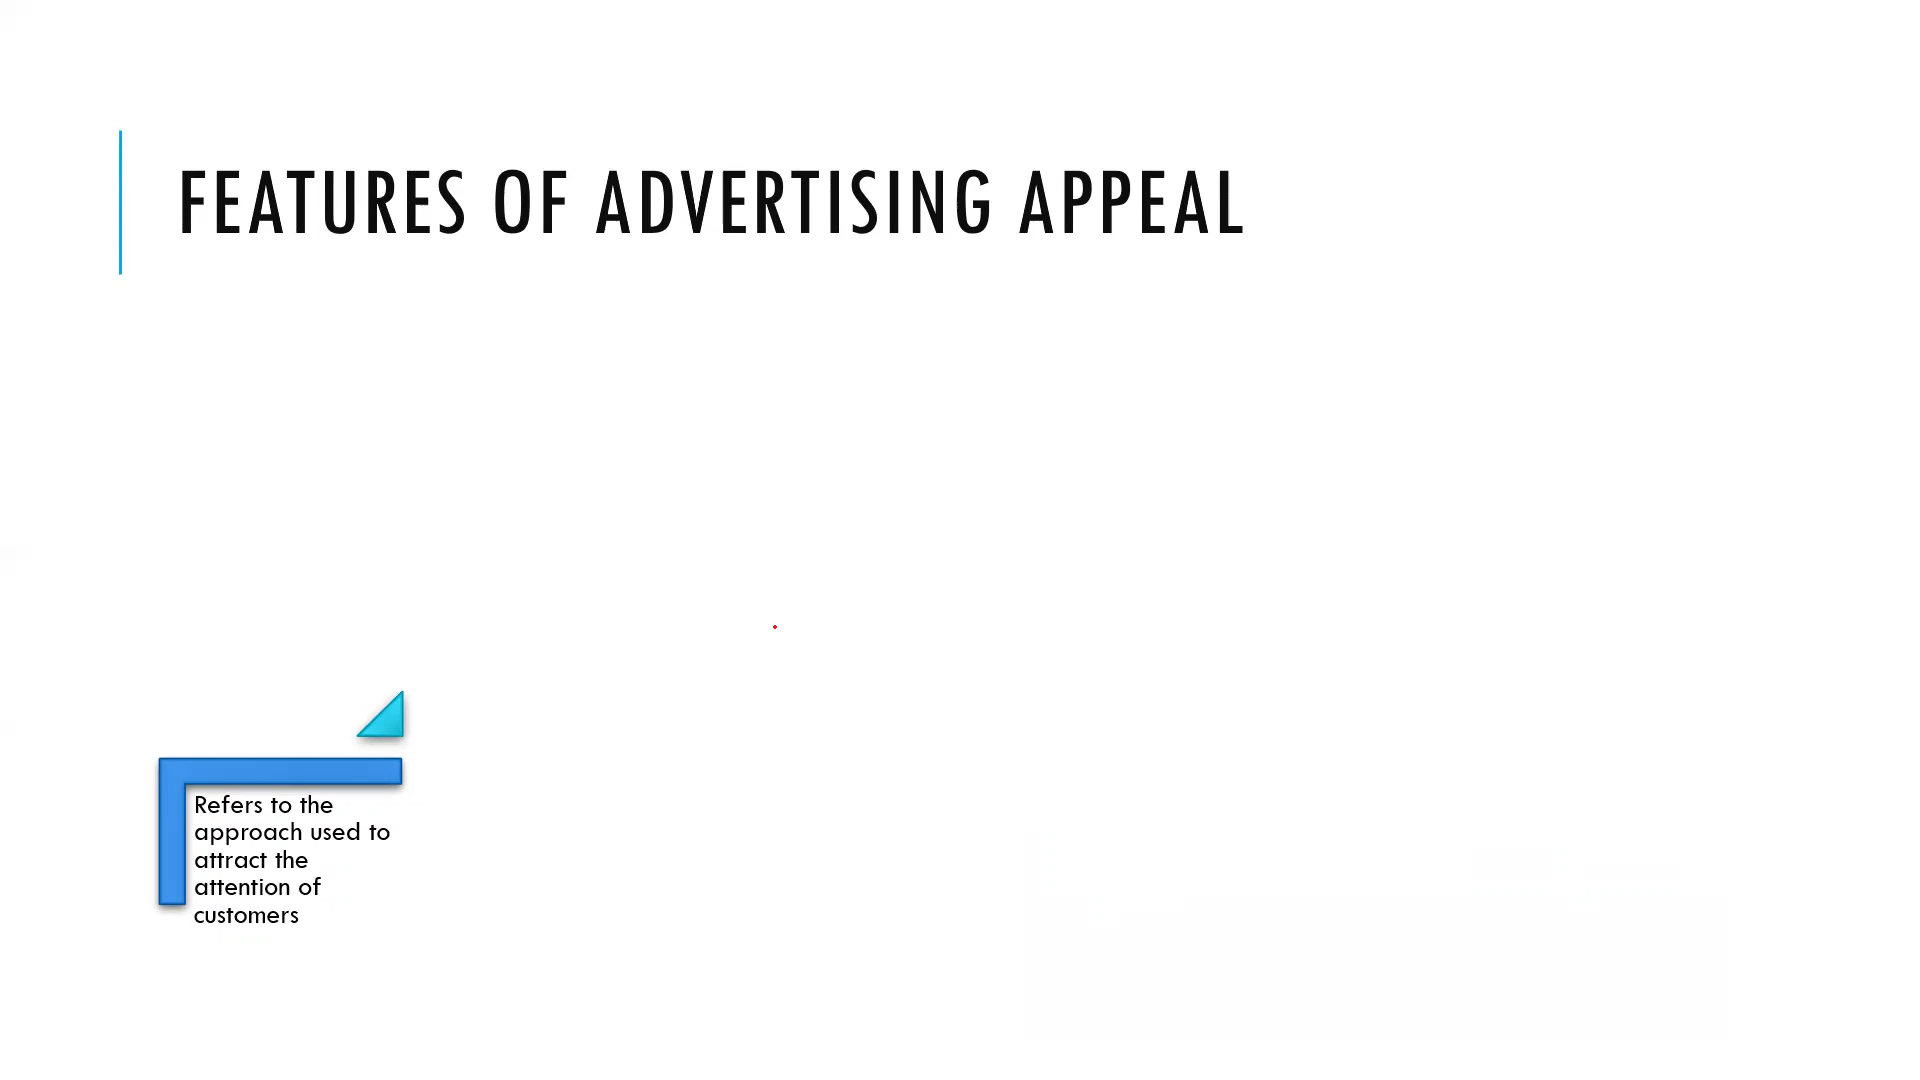 FEATURES OF ADVERTISING APPEAL
Refers to the
approach used to
attract the
attention of
customers